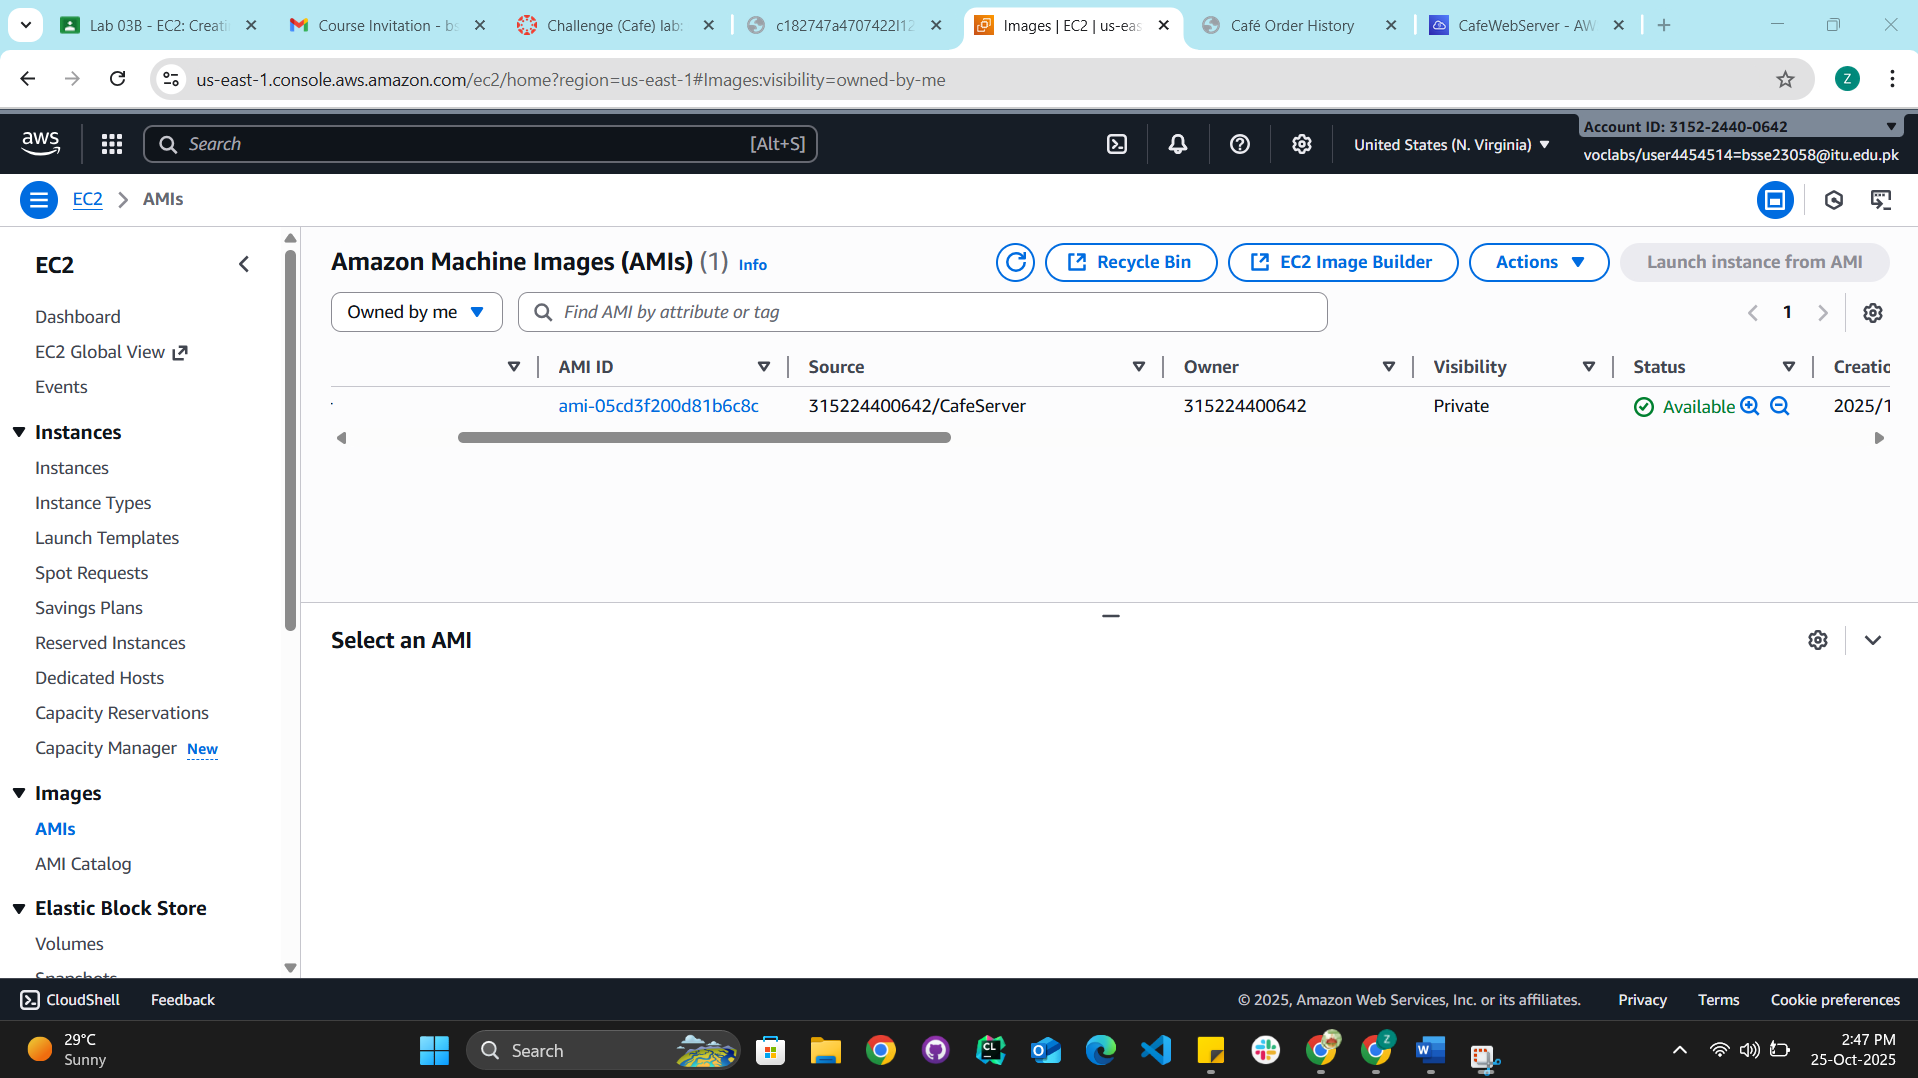 Lab 03B - EC2: Creati
Course Invitation - bs
Challenge (Cafe) lab:
c182747a4707422l12
Images | EC2 | us-eas
Café Order History
CafeWebServer - AW
us-east-1.console.aws.amazon.com/ec2/home?region=us-east-1#Images:visibility=owned-by-me
Z
aws
Search
[Alt+S]
United States (N. Virginia)
Account ID: 3152-2440-0642
voclabs/user4454514=bsse23058@itu.edu.pk
EC2
AMIs
EC2
Dashboard
EC2 Global View
Events
Instances
Instances
Instance Types
Launch Templates
Spot Requests
Savings Plans
Reserved Instances
Dedicated Hosts
Capacity Reservations
Capacity Manager New
Images
AMIs
AMI Catalog
Elastic Block Store
Volumes
Snapshots
Amazon Machine Images (AMIs) (1) Info
Recycle Bin
EC2 Image Builder
Actions
Launch instance from AMI
Owned by me
Find AMI by attribute or tag
1
AMI ID Source Owner Visibility Status Creatio
ami-05cd3f200d81b6c8c 315224400642/CafeServer 315224400642 Private Available 2025/1
Select an AMI
CloudShell Feedback
© 2025, Amazon Web Services, Inc. or its affiliates. Privacy Terms Cookie preferences
29°C
Sunny
Search
CL
Z
W
2:47 PM
25-Oct-2025